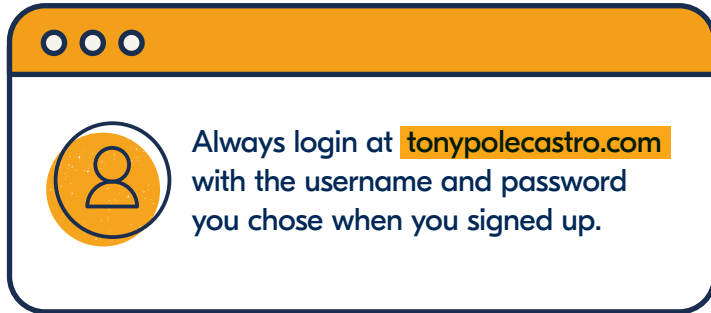 Always login at tonypolecastro.com
with the username and password
you chose when you signed up.